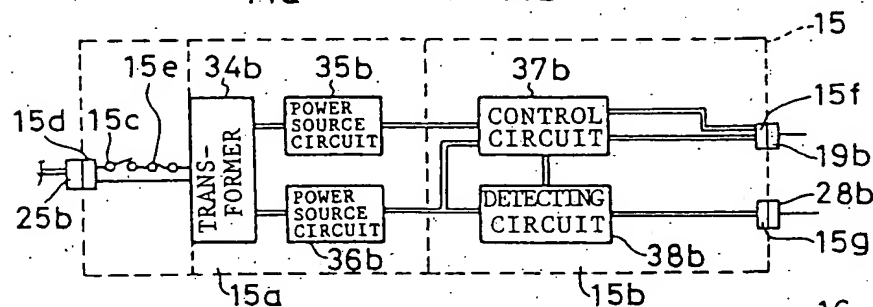 15
15e
34b
35b
37b
15d
15c
15f
TRANS-
FORMER
POWER
SOURCE
CIRCUIT
CONTROL
CIRCUIT
19b
25b
POWER
SOURCE
CIRCUIT
DETECTING
CIRCUIT
28b
36b
38b
15g
15a
15b